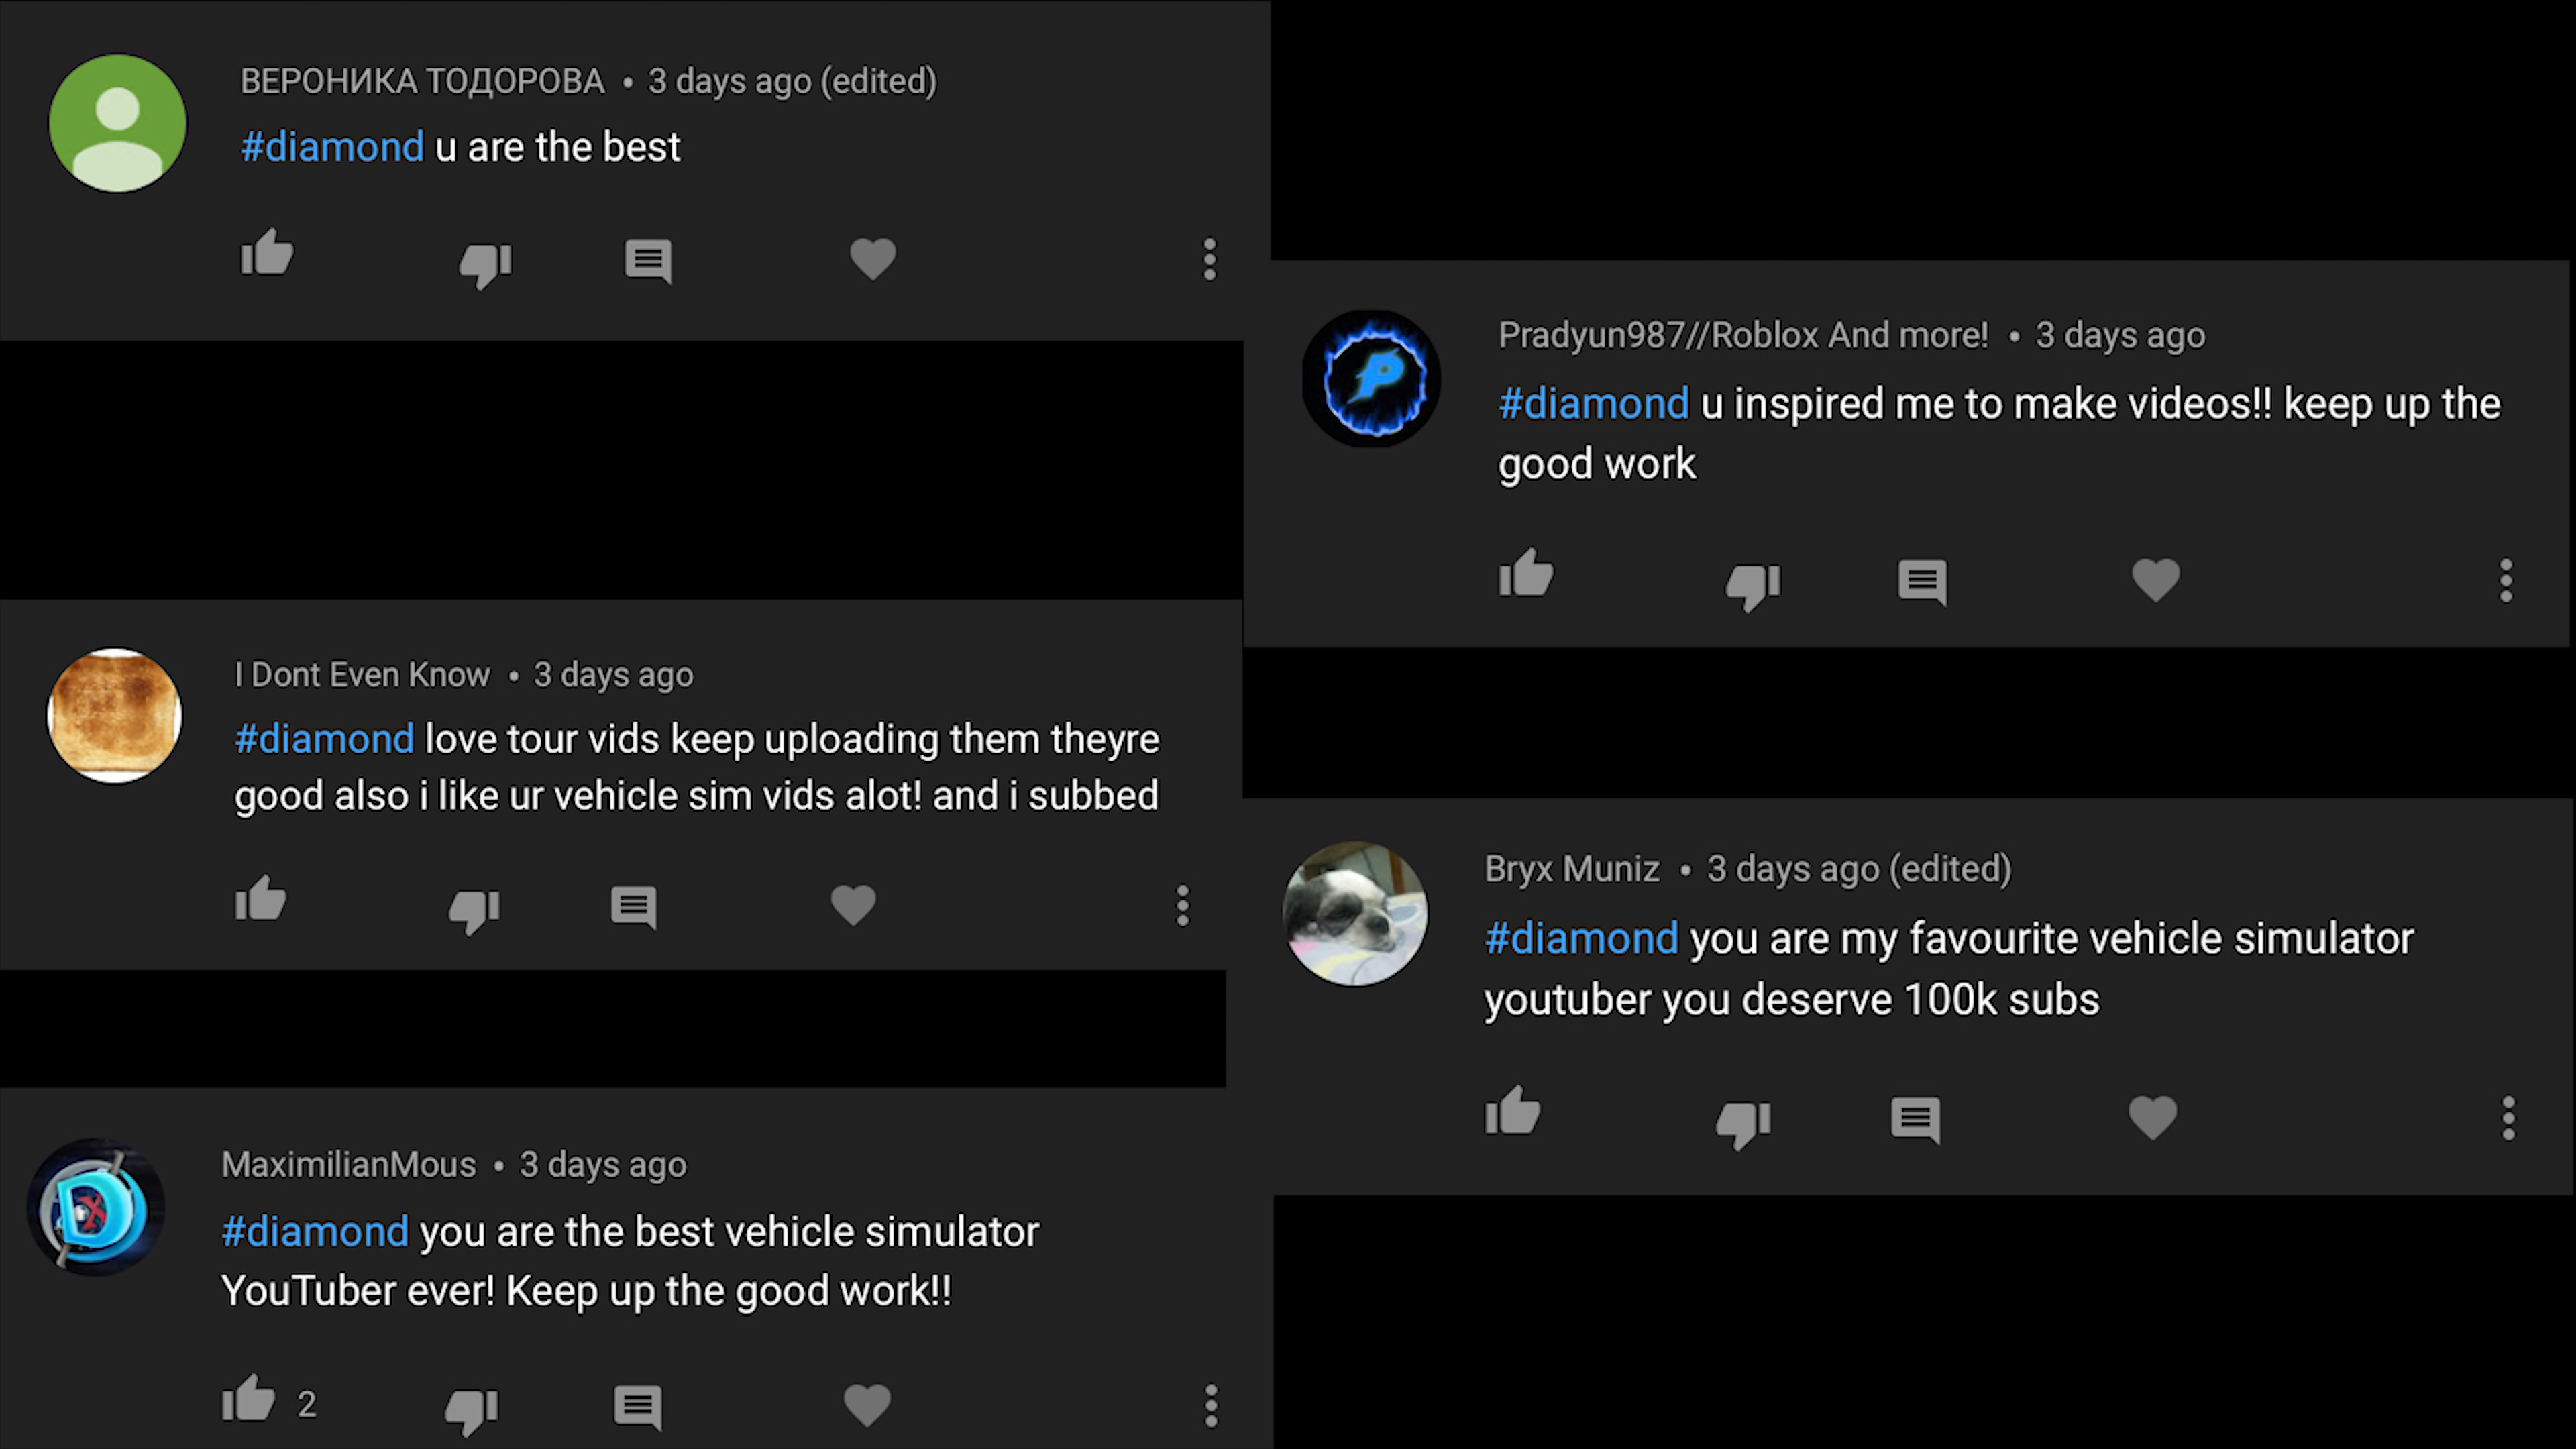 ВЕРОНИКА ТОДОРОВА • 3 days ago (edited)
#diamond u are the best
Pradyun987//Roblox And more! • 3 days ago
#diamond u inspired me to make videos!! keep up the
good work
I Dont Even Know • 3 days ago
#diamond love tour vids keep uploading them theyre
good also i like ur vehicle sim vids alot! and i subbed
Bryx Muniz • 3 days ago (edited)
#diamond you are my favourite vehicle simulator
youtuber you deserve 100k subs
MaximilianMous • 3 days ago
#diamond you are the best vehicle simulator
YouTuber ever! Keep up the good work!!
2